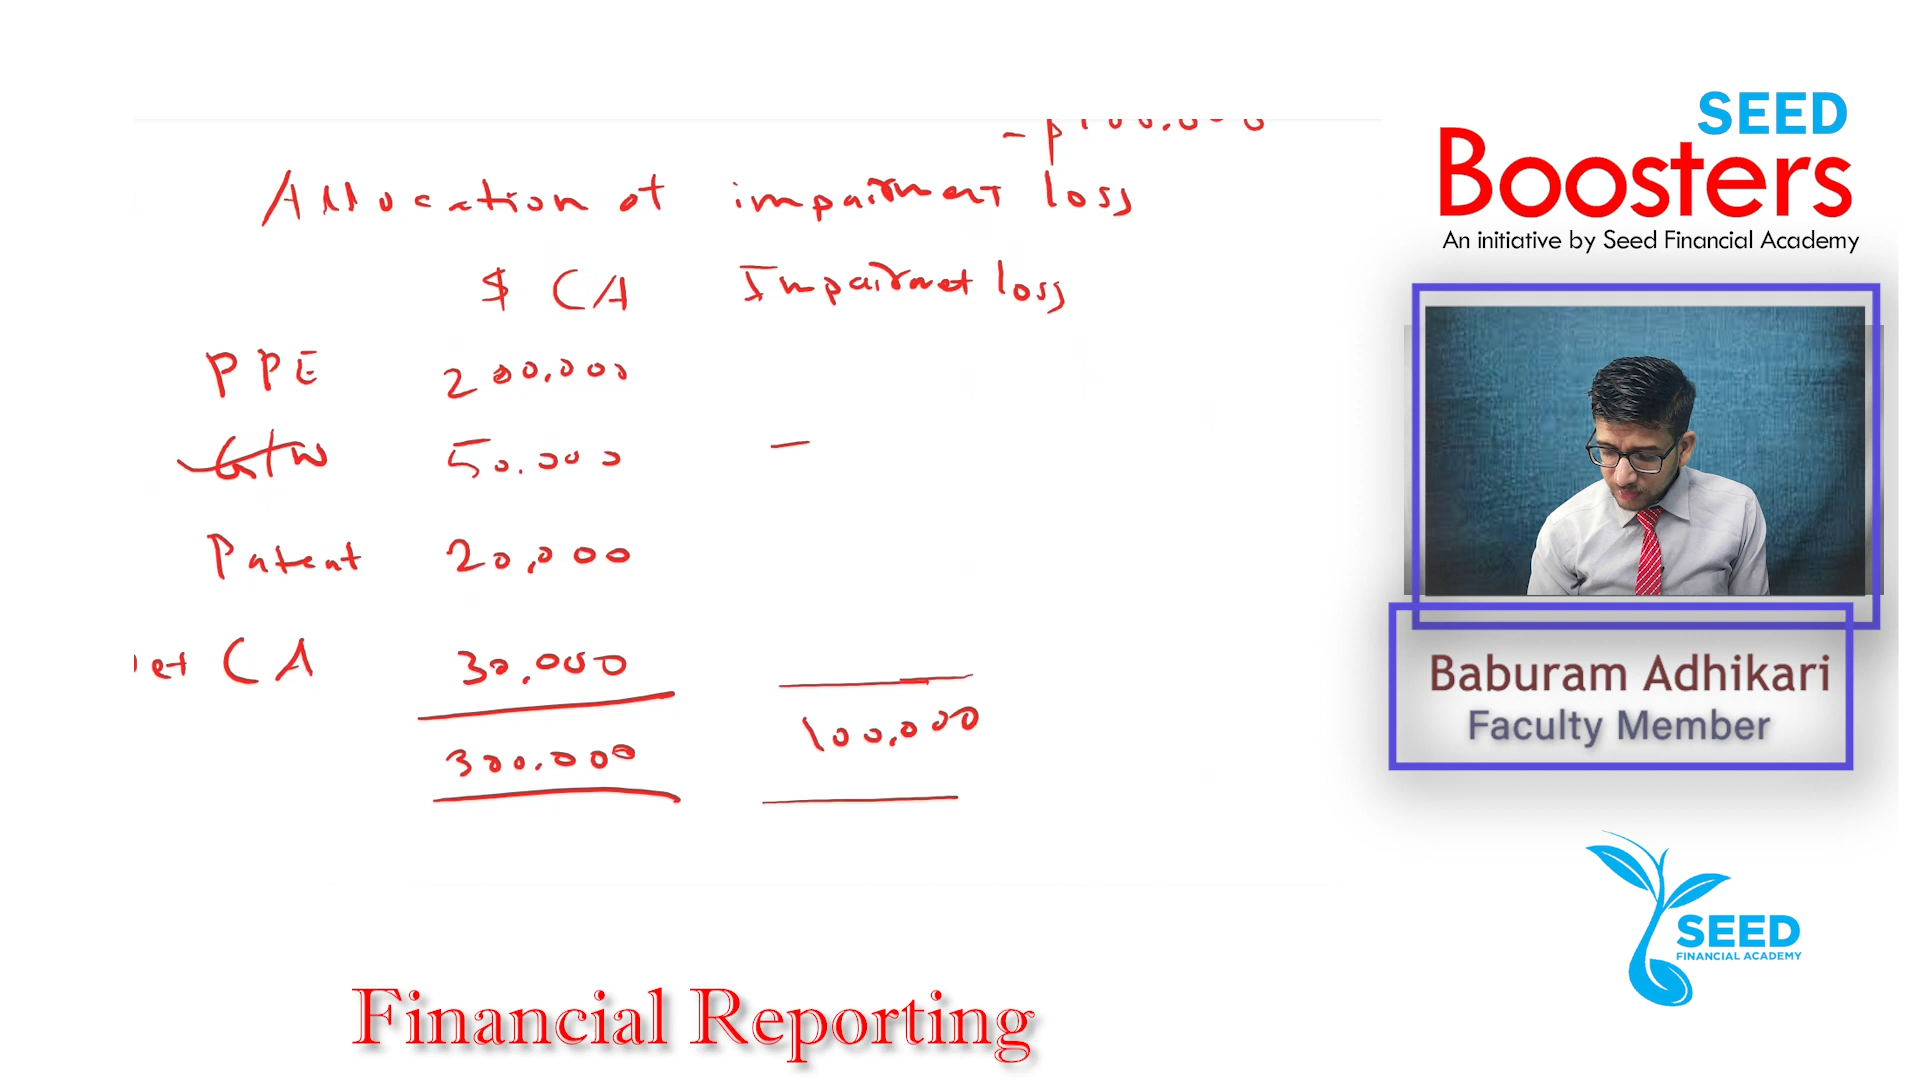 Allocation of impairment loss
$ CA Impairment loss
PPE 200,000
G/W 50,000 —
Patent 20,000
et CA 30,000
300,000 100,000
SEED
Boosters
An initiative by Seed Financial Academy
Baburam Adhikari
Faculty Member
SEED
FINANCIAL ACADEMY
Financial Reporting